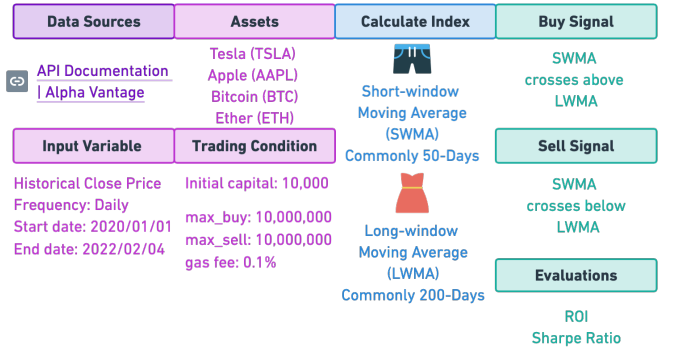 Data Sources
API Documentation
| Alpha Vantage
Assets
Tesla (TSLA)
Apple (AAPL)
Bitcoin (BTC)
Ether (ETH)
Calculate Index
Short-window
Moving Average
(SWMA)
Commonly 50-Days
Long-window
Moving Average
(LWMA)
Commonly 200-Days
Buy Signal
SWMA
crosses above
LWMA
Input Variable
Historical Close Price
Frequency: Daily
Start date: 2020/01/01
End date: 2022/02/04
Trading Condition
Initial capital: 10,000
max_buy: 10,000,000
max_sell: 10,000,000
gas fee: 0.1%
Sell Signal
SWMA
crosses below
LWMA
Evaluations
ROI
Sharpe Ratio